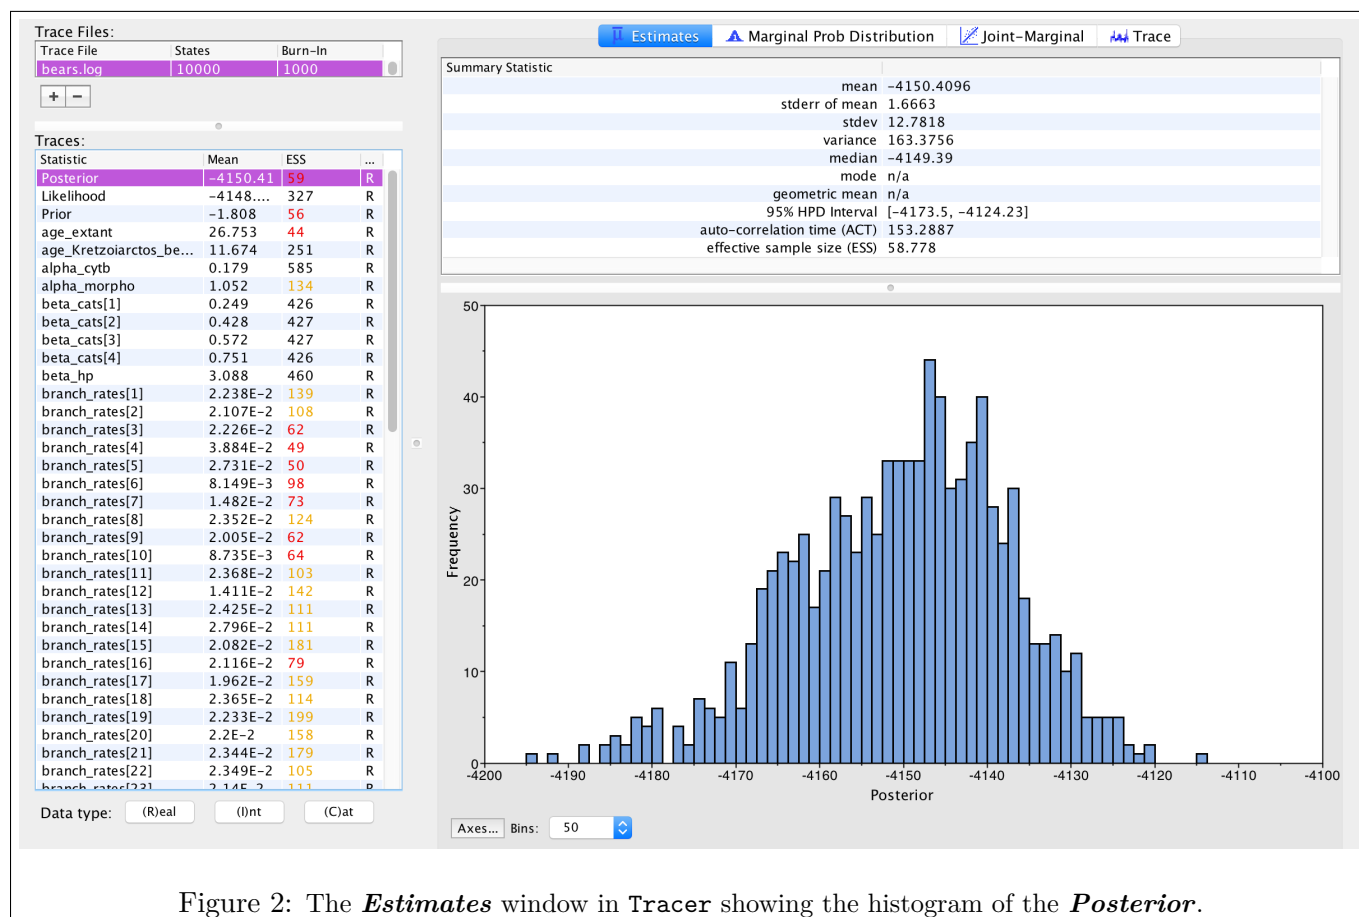 Trace Files:
Trace File States Burn-In
bears.log 10000 1000
+ −
Traces:
Statistic Mean ESS ...
Posterior -4150.41 59 R
Likelihood -4148.... 327 R
Prior -1.808 56 R
age_extant 26.753 44 R
age_Kretzoiarctos_be... 11.674 251 R
alpha_cytb 0.179 585 R
alpha_morpho 1.052 134 R
beta_cats[1] 0.249 426 R
beta_cats[2] 0.428 427 R
beta_cats[3] 0.572 427 R
beta_cats[4] 0.751 426 R
beta_hp 3.088 460 R
branch_rates[1] 2.238E-2 139 R
branch_rates[2] 2.107E-2 108 R
branch_rates[3] 2.226E-2 62 R
branch_rates[4] 3.884E-2 49 R
branch_rates[5] 2.731E-2 50 R
branch_rates[6] 8.149E-3 98 R
branch_rates[7] 1.482E-2 73 R
branch_rates[8] 2.352E-2 124 R
branch_rates[9] 2.005E-2 62 R
branch_rates[10] 8.735E-3 64 R
branch_rates[11] 2.368E-2 103 R
branch_rates[12] 1.411E-2 142 R
branch_rates[13] 2.425E-2 111 R
branch_rates[14] 2.796E-2 111 R
branch_rates[15] 2.082E-2 181 R
branch_rates[16] 2.116E-2 79 R
branch_rates[17] 1.962E-2 159 R
branch_rates[18] 2.365E-2 114 R
branch_rates[19] 2.233E-2 199 R
branch_rates[20] 2.2E-2 158 R
branch_rates[21] 2.344E-2 179 R
branch_rates[22] 2.349E-2 105 R
branch_rates[23] 2.14E-2 111 R
Data type: (R)eal (I)nt (C)at
Estimates Marginal Prob Distribution Joint-Marginal Trace
Summary Statistic
mean -4150.4096
stderr of mean 1.6663
stdev 12.7818
variance 163.3756
median -4149.39
mode n/a
geometric mean n/a
95% HPD Interval [-4173.5, -4124.23]
auto-correlation time (ACT) 153.2887
effective sample size (ESS) 58.778
50
40
30
20
10
0
Frequency
-4200 -4190 -4180 -4170 -4160 -4150 -4140 -4130 -4120 -4110 -4100
Posterior
Axes... Bins: 50
Figure 2: The Estimates window in Tracer showing the histogram of the Posterior.